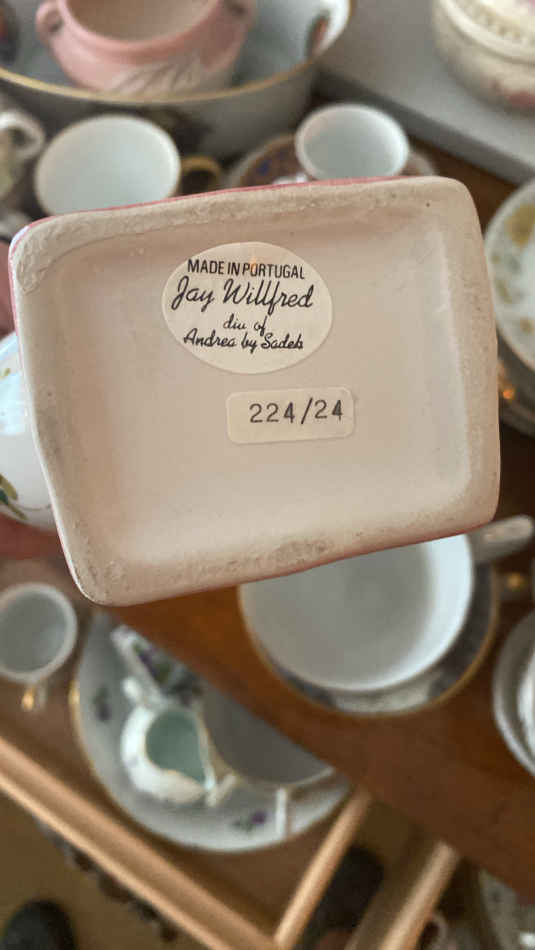 MADE IN PORTUGAL
Jay Willfred
div of
Andrea by Sadek
224/24